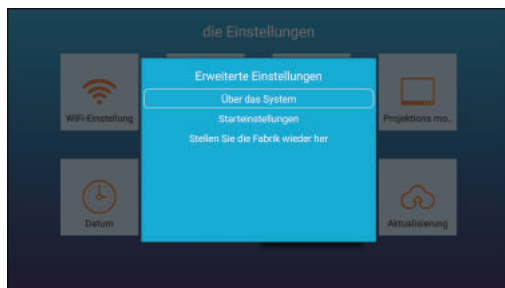 die Einstellungen
Erweiterte Einstellungen
Über das System
WiFi-Einstellung
Starteinstellungen
Projektions mo..
Stellen Sie die Fabrik wieder her
Datum
Aktualisierung